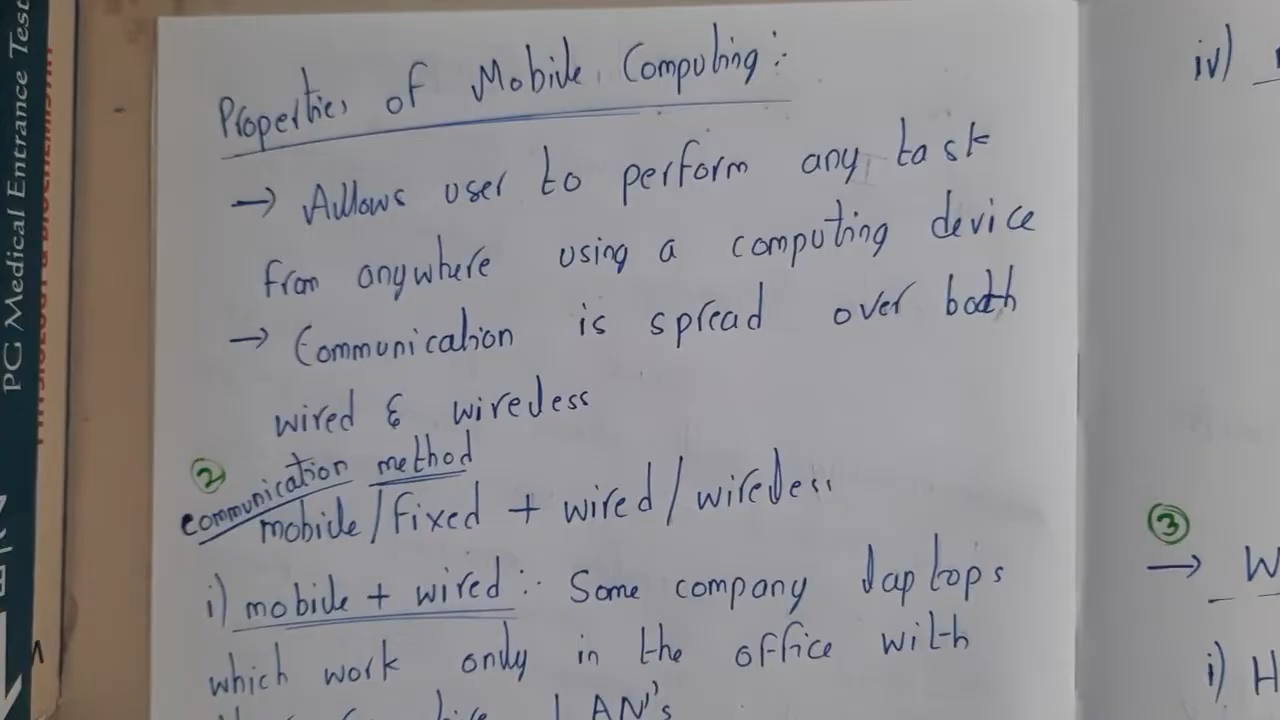 PG Medical Entrance Test
Properties of Mobile Computing :-
→ Allows user to perform any task
from anywhere using a computing device
→ Communication is spread over both
wired & wireless
②
communication method
mobile/Fixed + wired/wireless
i) mobile + wired :- Some company laptops
which work only in the office with
LAN's
iv)
③
→ W
i) H